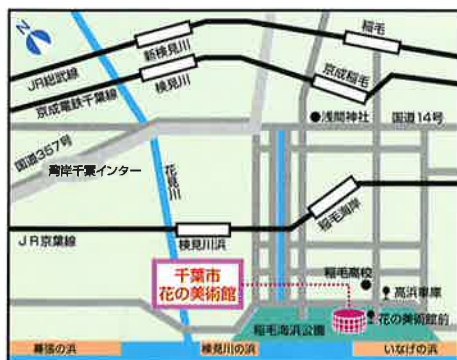 N
新検見川
稲毛
JR総武線
検見川
京成稲毛
京成電鉄千葉線
浅間神社
国道14号
国道357号
湾岸千葉インター
花見川
稲毛海岸
JR京葉線
検見川浜
千葉市
花の美術館
稲毛高校
高浜車庫
花の美術館前
稲毛海浜公園
幕張の浜
検見川の浜
いなげの浜